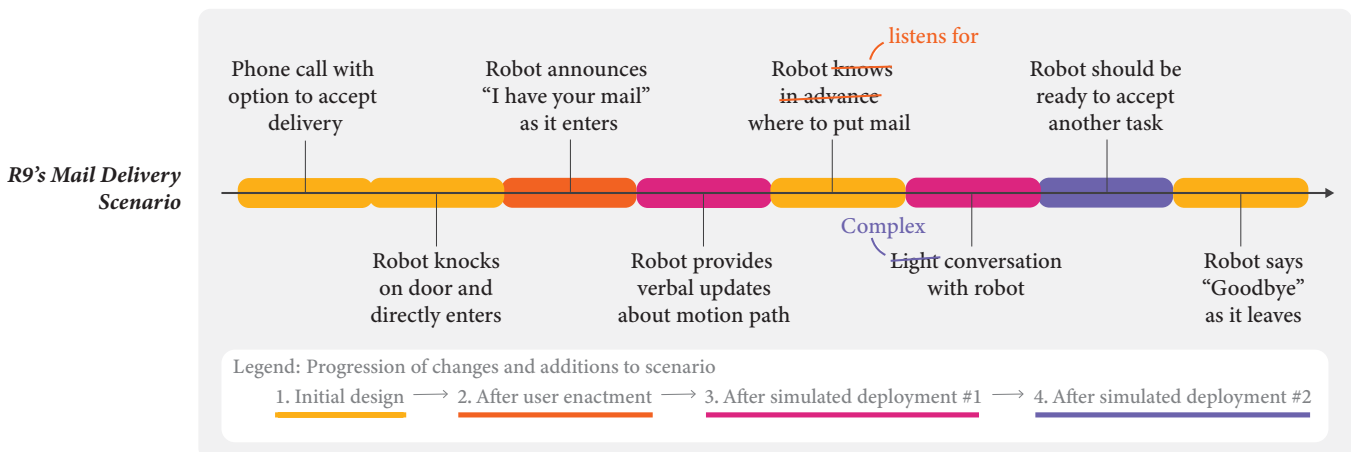 R9's Mail Delivery
Scenario
Phone call with
option to accept
delivery
Robot knocks
on door and
directly enters
Robot announces
“I have your mail”
as it enters
Robot provides
verbal updates
about motion path
listens for
Robot knows
in advance
where to put mail
Complex
Light conversation
with robot
Robot should be
ready to accept
another task
Robot says
“Goodbye”
as it leaves
Legend: Progression of changes and additions to scenario
1. Initial design → 2. After user enactment → 3. After simulated deployment #1 → 4. After simulated deployment #2